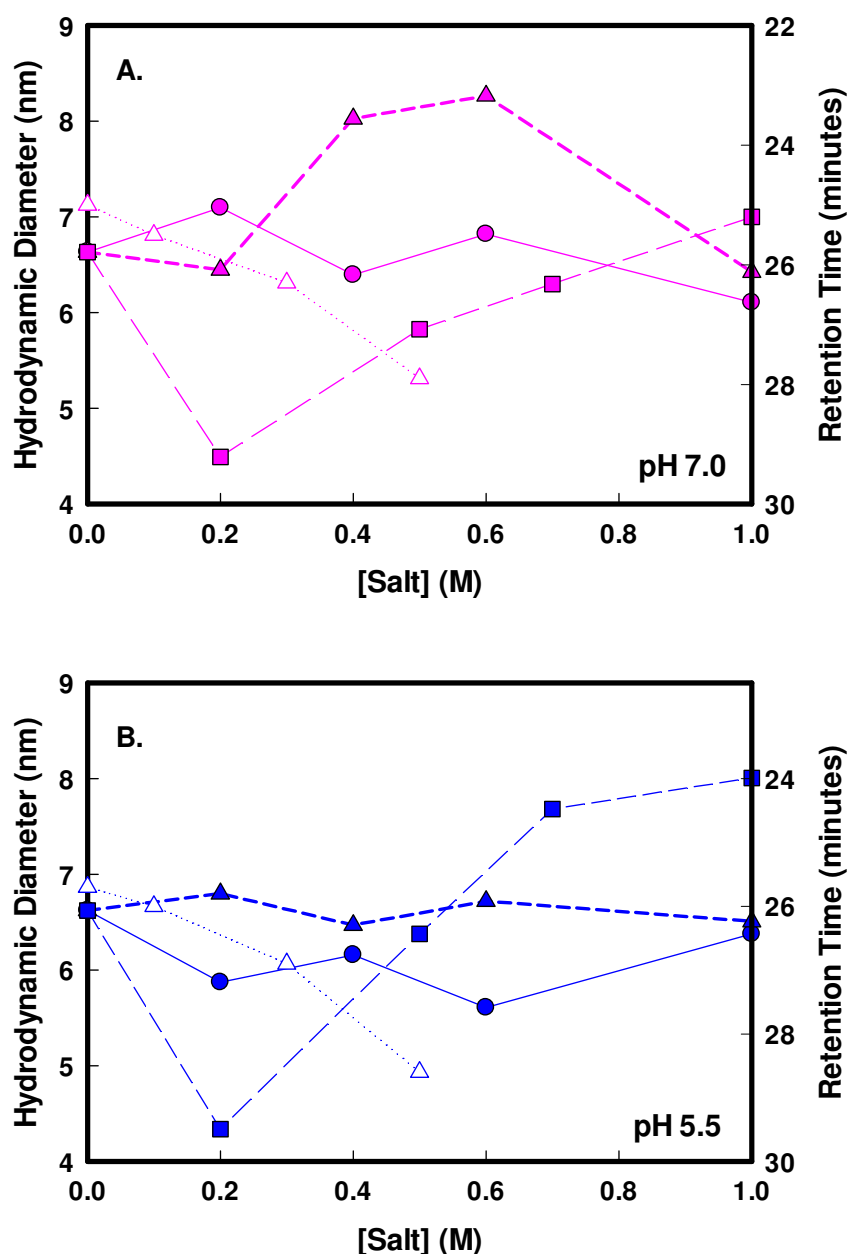 A.
Hydrodynamic Diameter (nm)
9
8
7
6
5
4
22
24
26
28
30
Retention Time (minutes)
pH 7.0
0.0 0.2 0.4 0.6 0.8 1.0
[Salt] (M)
B.
Hydrodynamic Diameter (nm)
9
8
7
6
5
4
24
26
28
30
Retention Time (minutes)
pH 5.5
0.0 0.2 0.4 0.6 0.8 1.0
[Salt] (M)